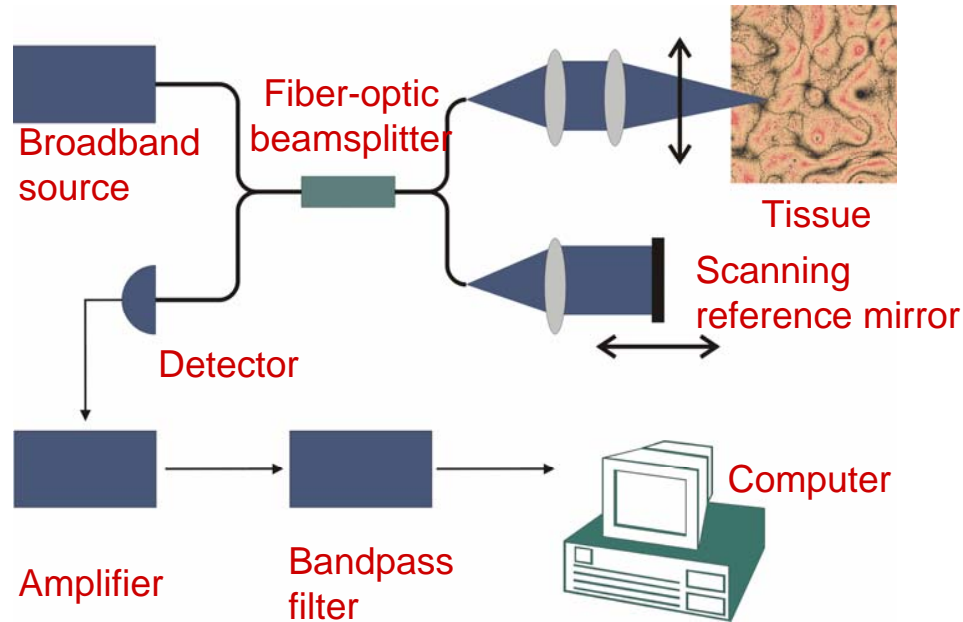 Broadband
source
Fiber-optic
beamsplitter
Tissue
Scanning
reference mirror
Detector
Computer
Amplifier
Bandpass
filter